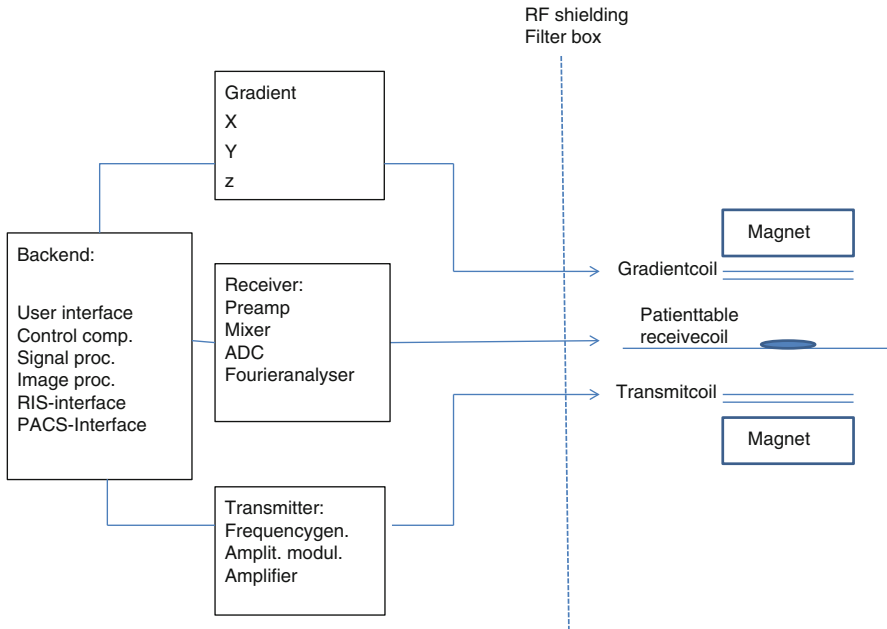 RF shielding
Filter box
Gradient
X
Y
z
Backend:
User interface
Control comp.
Signal proc.
Image proc.
RIS-interface
PACS-Interface
Receiver:
Preamp
Mixer
ADC
Fourieranalyser
Transmitter:
Frequencygen.
Amplit. modul.
Amplifier
Magnet
Gradientcoil
Patienttable
receivecoil
Transmitcoil
Magnet